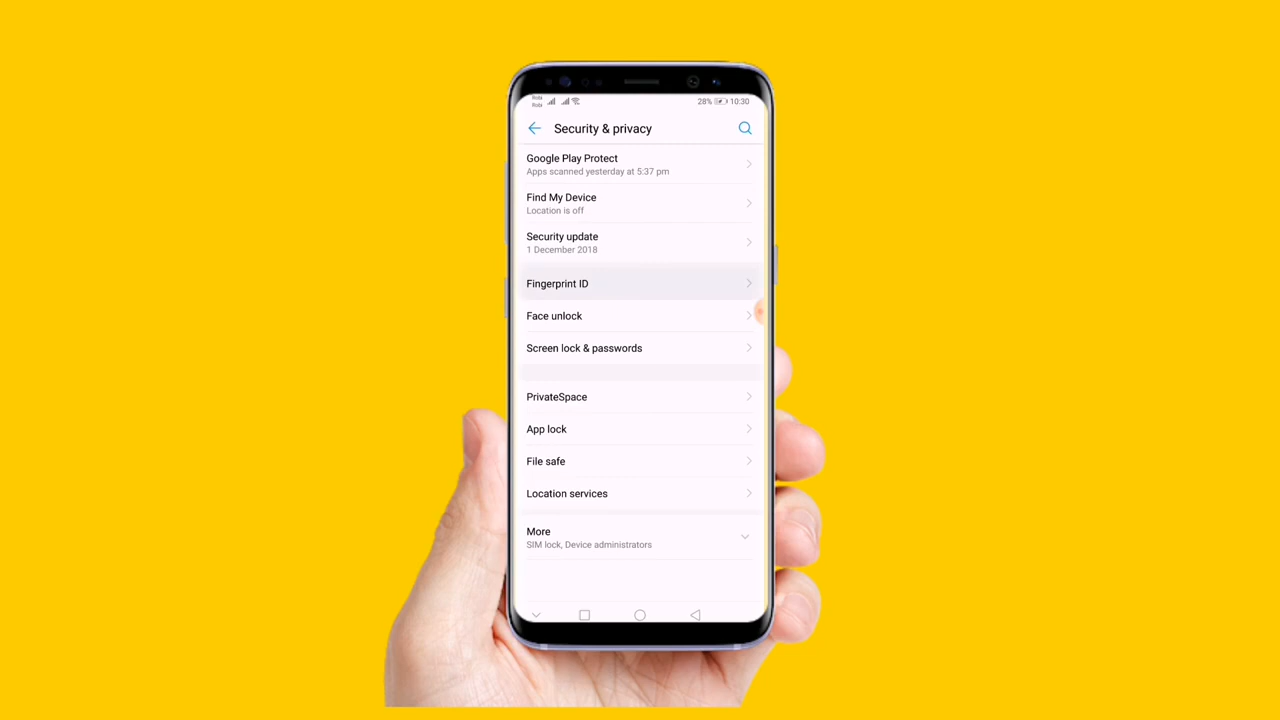 Robi
Robi
28% 10:30
Security & privacy
Google Play Protect
Apps scanned yesterday at 5:37 pm
Find My Device
Location is off
Security update
1 December 2018
Fingerprint ID
Face unlock
Screen lock & passwords
PrivateSpace
App lock
File safe
Location services
More
SIM lock, Device administrators